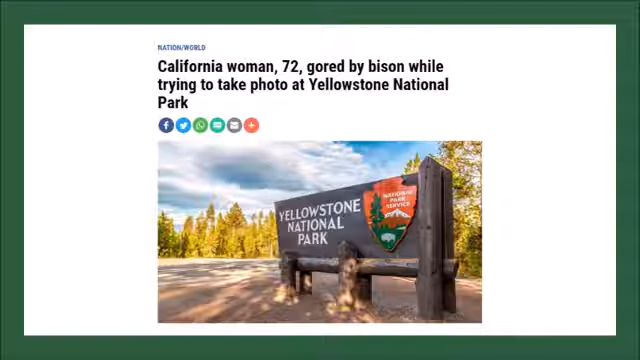 NATION/WORLD
California woman, 72, gored by bison while
trying to take photo at Yellowstone National
Park
YELLOWSTONE
NATIONAL
PARK
NATIONAL
PARK
SERVICE